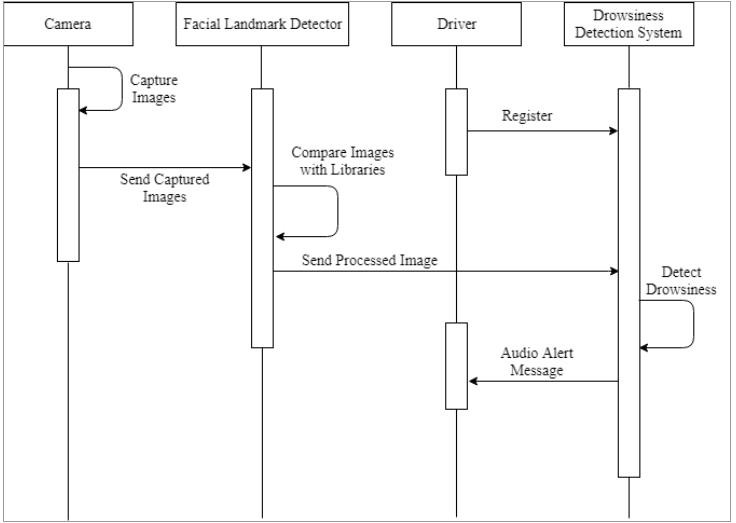 Camera
Facial Landmark Detector
Driver
Drowsiness
Detection System
Capture
Images
Register
Send Captured
Images
Compare Images
with Libraries
Send Processed Image
Detect
Drowsiness
Audio Alert
Message